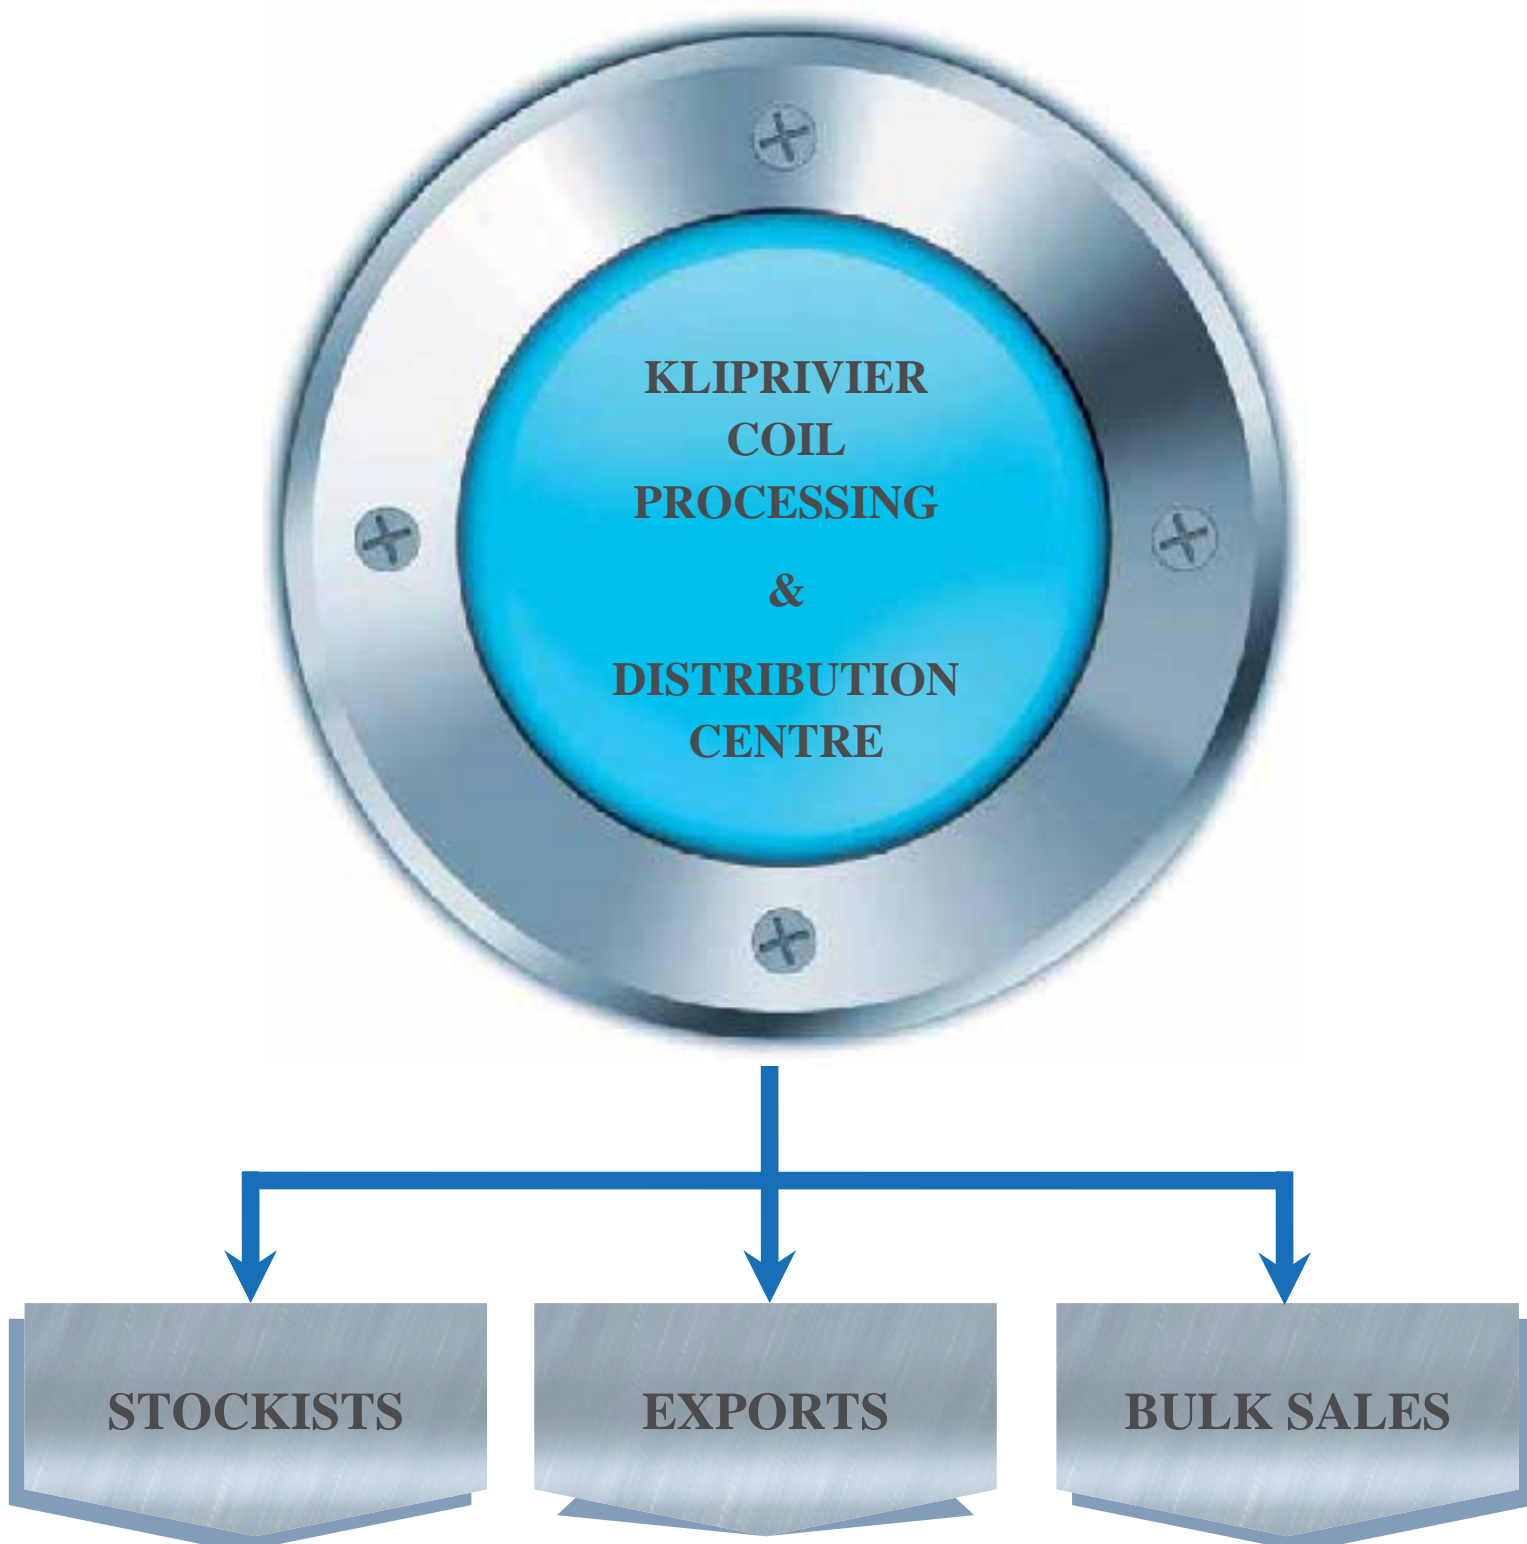 KLIPRIVIER
COIL
PROCESSING
&
DISTRIBUTION
CENTRE
STOCKISTS
EXPORTS
BULK SALES